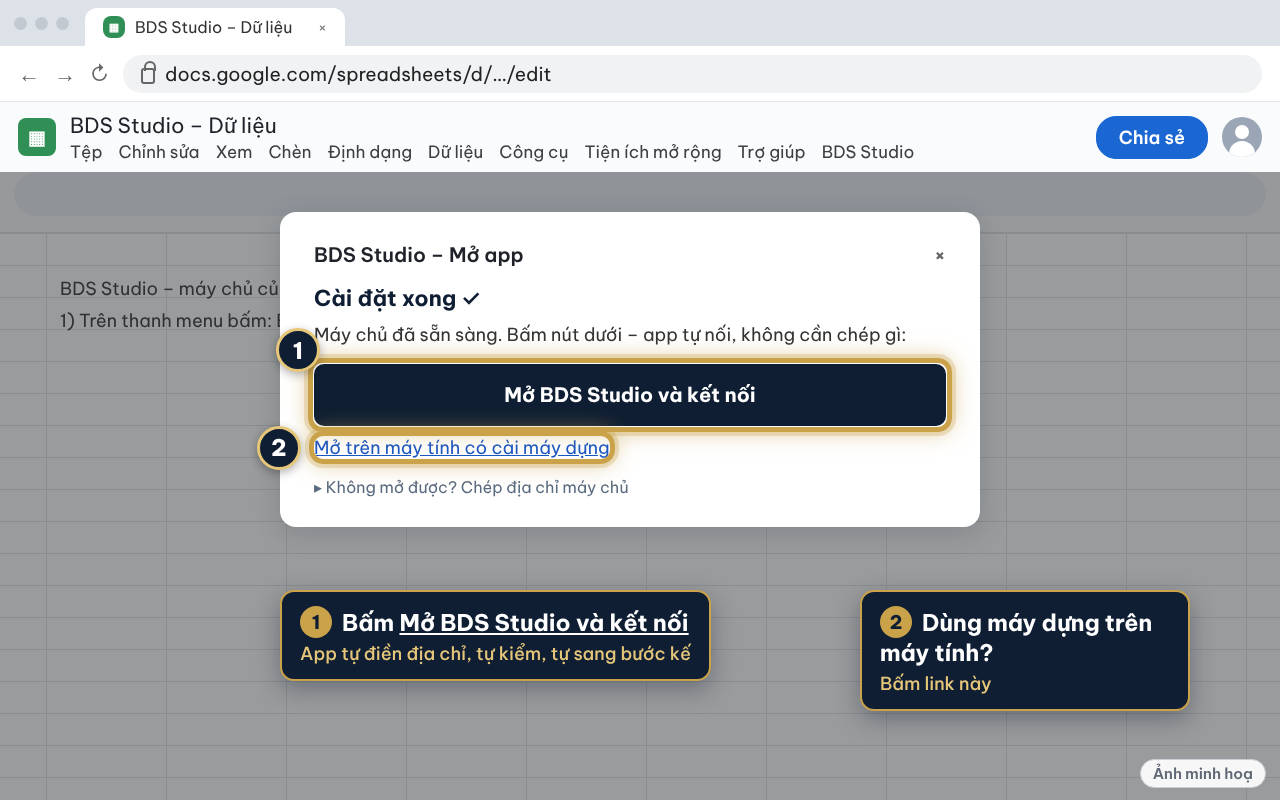 BDS Studio – Dữ liệu
docs.google.com/spreadsheets/d/.../edit
BDS Studio – Dữ liệu
Tệp Chỉnh sửa Xem Chèn Định dạng Dữ liệu Công cụ Tiện ích mở rộng Trợ giúp BDS Studio
Chia sẻ
BDS Studio – máy chủ
1) Trên thanh menu bấm:
BDS Studio – Mở app
Cài đặt xong ✓
Máy chủ đã sẵn sàng. Bấm nút dưới – app tự nối, không cần chép gì:
1
Mở BDS Studio và kết nối
2
Mở trên máy tính có cài máy dựng
▸ Không mở được? Chép địa chỉ máy chủ
1 Bấm Mở BDS Studio và kết nối
App tự điền địa chỉ, tự kiểm, tự sang bước kế
2 Dùng máy dựng trên
máy tính?
Bấm link này
Ảnh minh hoạ